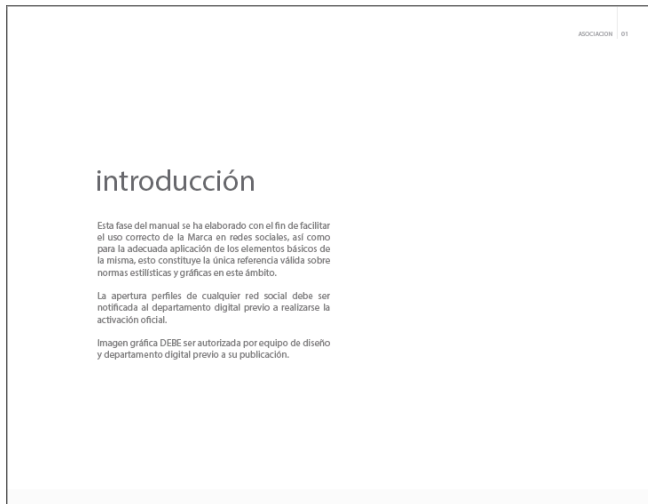 ASOCIACION 01
introducción
Esta fase del manual se ha elaborado con el fin de facilitar
el uso correcto de la Marca en redes sociales, así como
para la adecuada aplicación de los elementos básicos de
la misma, esto constituye la única referencia válida sobre
normas estilísticas y gráficas en este ámbito.
La apertura perfiles de cualquier red social debe ser
notificada al departamento digital previo a realizarse la
activación oficial.
Imagen gráfica DEBE ser autorizada por equipo de diseño
y departamento digital previo a su publicación.